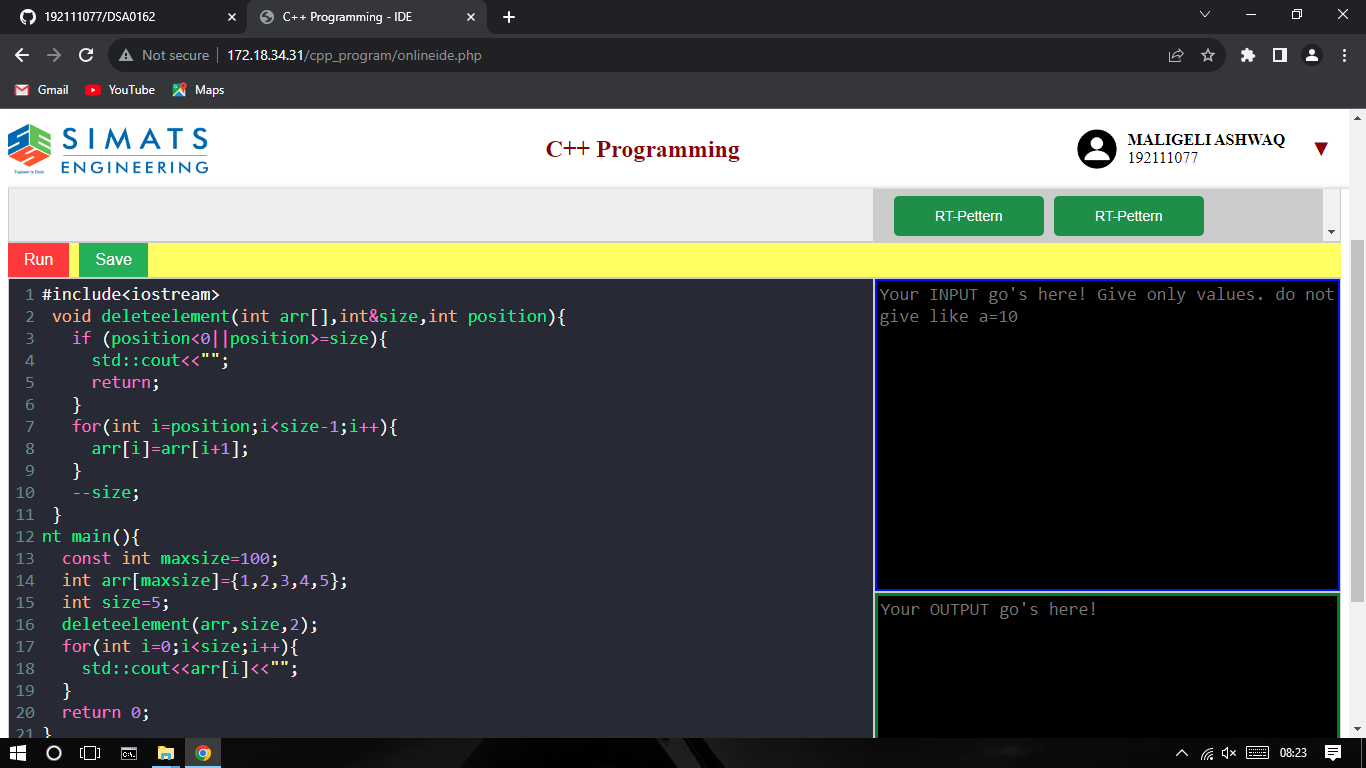 192111077/DSA0162
C++ Programming - IDE
Not secure
172.18.34.31/cpp_program/onlineide.php
Gmail
YouTube
Maps
SIMATS
ENGINEERING
Engineer to Excel
C++ Programming
MALIGELI ASHWAQ
192111077
RT-Pettern
RT-Pettern
Run
Save
1 #include<iostream>
2 void deleteelement(int arr[],int&size,int position){
3 if (position<0||position>=size){
4 std::cout<<"";
5 return;
6 }
7 for(int i=position;i<size-1;i++){
8 arr[i]=arr[i+1];
9 }
10 --size;
11 }
12 nt main(){
13 const int maxsize=100;
14 int arr[maxsize]={1,2,3,4,5};
15 int size=5;
16 deleteelement(arr,size,2);
17 for(int i=0;i<size;i++){
18 std::cout<<arr[i]<<"";
19 }
20 return 0;
21 }
Your INPUT go's here! Give only values. do not
give like a=10
Your OUTPUT go's here!
08:23